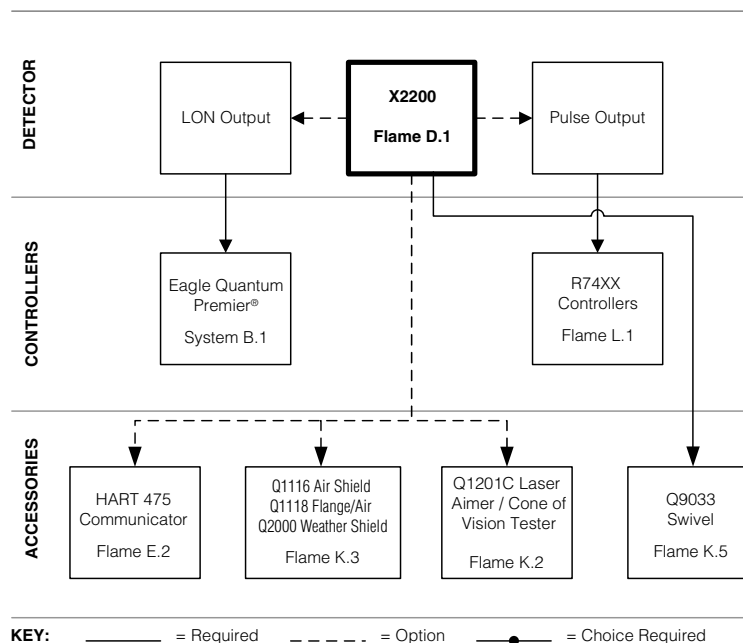 DETECTOR
LON Output
X2200
Flame D.1
Pulse Output
CONTROLLERS
Eagle Quantum
Premier®
System B.1
R74XX
Controllers
Flame L.1
ACCESSORIES
HART 475
Communicator
Flame E.2
Q1116 Air Shield
Q1118 Flange/Air
Q2000 Weather Shield
Flame K.3
Q1201C Laser
Aimer / Cone of
Vision Tester
Flame K.2
Q9033
Swivel
Flame K.5
KEY: = Required = Option = Choice Required